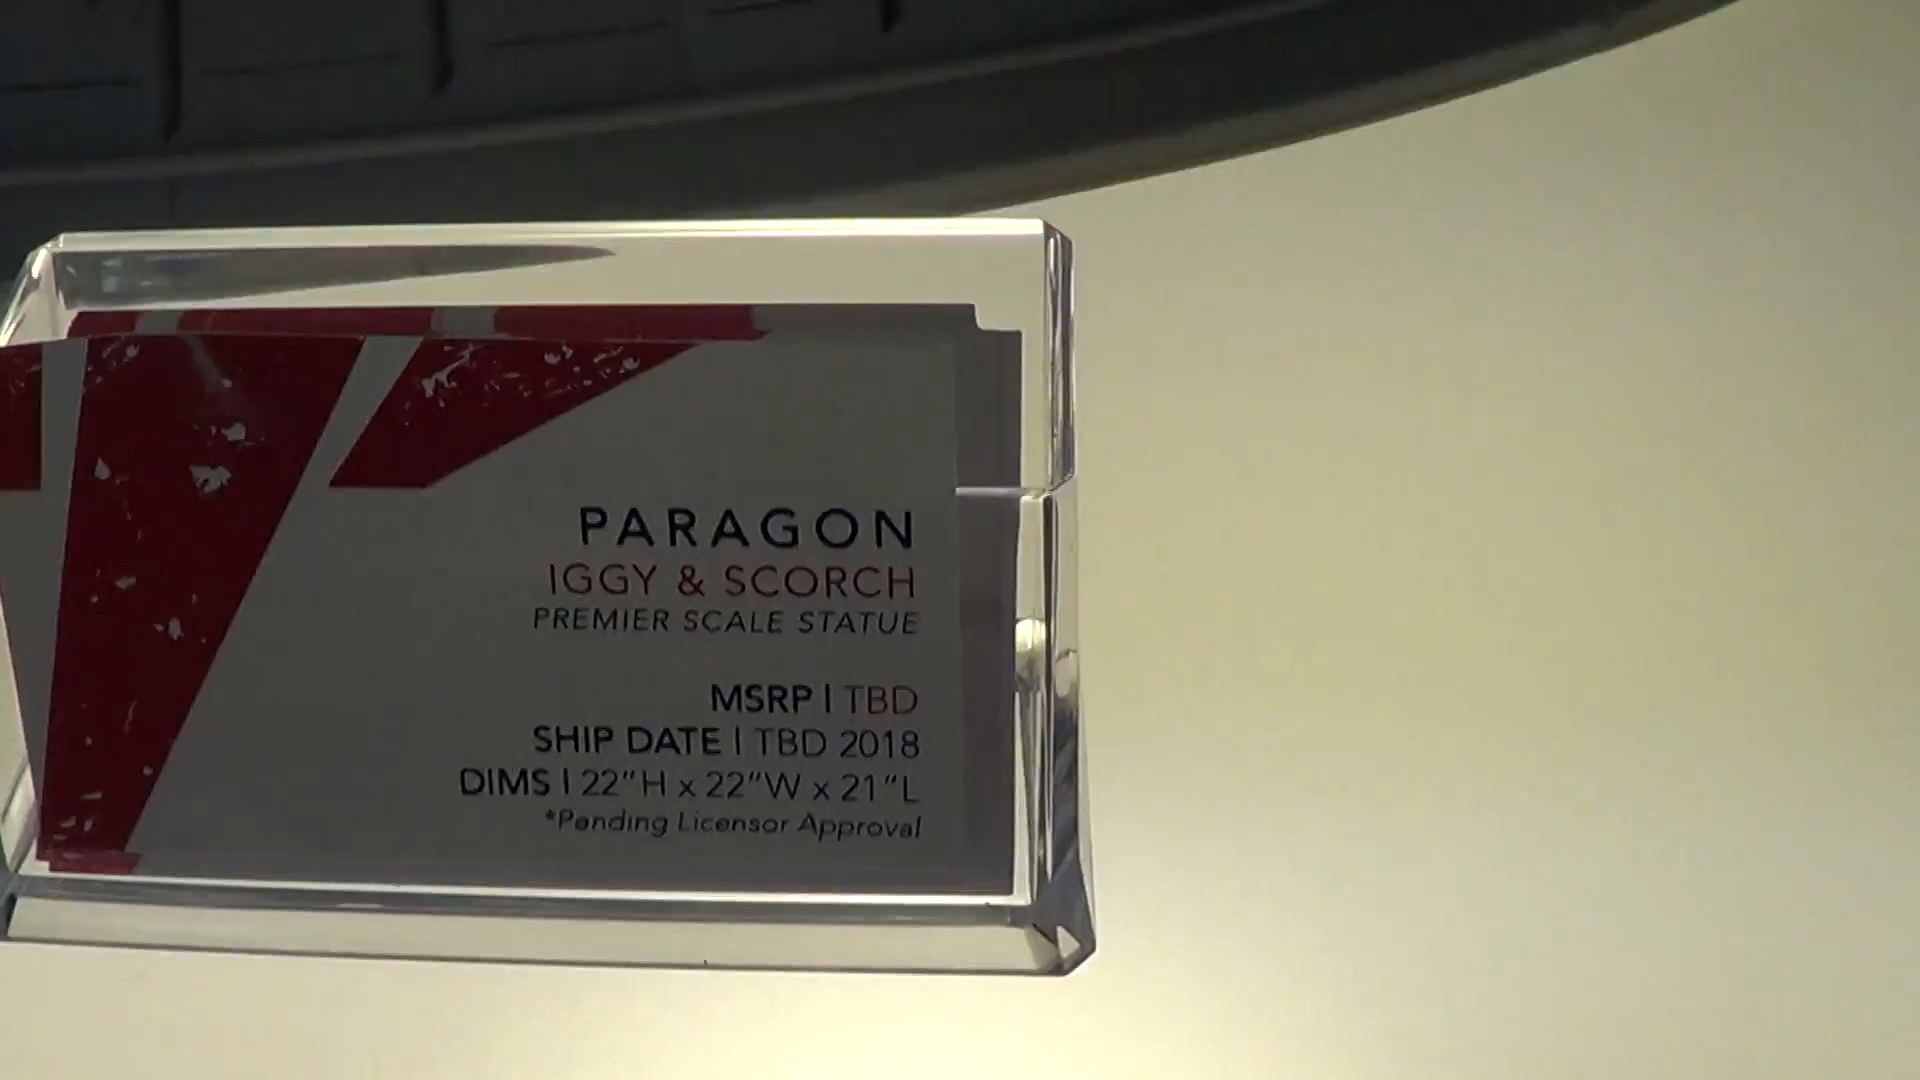 PARAGON
IGGY & SCORCH
PREMIER SCALE STATUE
MSRP | TBD
SHIP DATE | TBD 2018
DIMS | 22"H x 22"W x 21"L
*Pending Licensor Approval